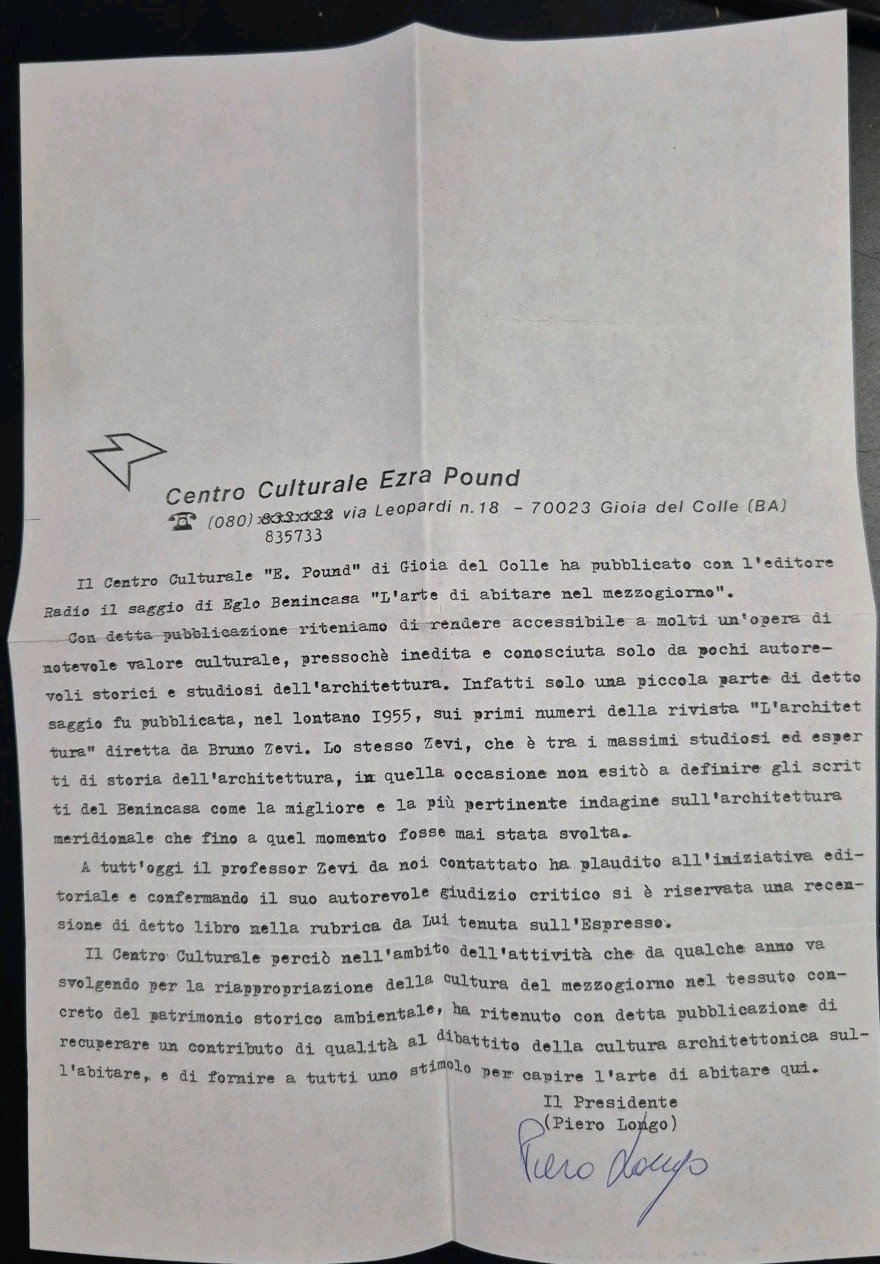 Centro Culturale Ezra Pound
☎ (080) via Leopardi n.18 – 70023 Gioia del Colle (BA)
835733
Il Centro Culturale "E. Pound" di Gioia del Colle ha pubblicato con l'editore
Radio il saggio di Eglo Benincasa "L'arte di abitare nel mezzogiorno".
Con detta pubblicazione riteniamo di rendere accessibile a molti un'opera di
notevole valore culturale, pressochè inedita e conosciuta solo da pochi autore-
voli storici e studiosi dell'architettura. Infatti solo una piccola parte di detto
saggio fu pubblicata, nel lontano I955, sui primi numeri della rivista "L'architet
tura" diretta da Bruno Zevi. Lo stesso Zevi, che è tra i massimi studiosi ed esper
ti di storia dell'architettura, in quella occasione non esitò a definire gli scrit
ti del Benincasa come la migliore e la più pertinente indagine sull'architettura
meridionale che fino a quel momento fosse mai stata svolta.
A tutt'oggi il professor Zevi da noi contattato ha plaudito all'iniziativa edi-
toriale e confermando il suo autorevole giudizio critico si è riservata una recen-
sione di detto libro nella rubrica da Lui tenuta sull'Espresso.
Il Centro Culturale perciò nell'ambito dell'attività che da qualche anno va
svolgendo per la riappropriazione della cultura del mezzogiorno nel tessuto con-
creto del patrimonio storico ambientale, ha ritenuto con detta pubblicazione di
recuperare un contributo di qualità al dibattito della cultura architettonica sul-
l'abitare, e di fornire a tutti uno stimolo per capire l'arte di abitare qui.
Il Presidente
(Piero Longo)
Piero Longo